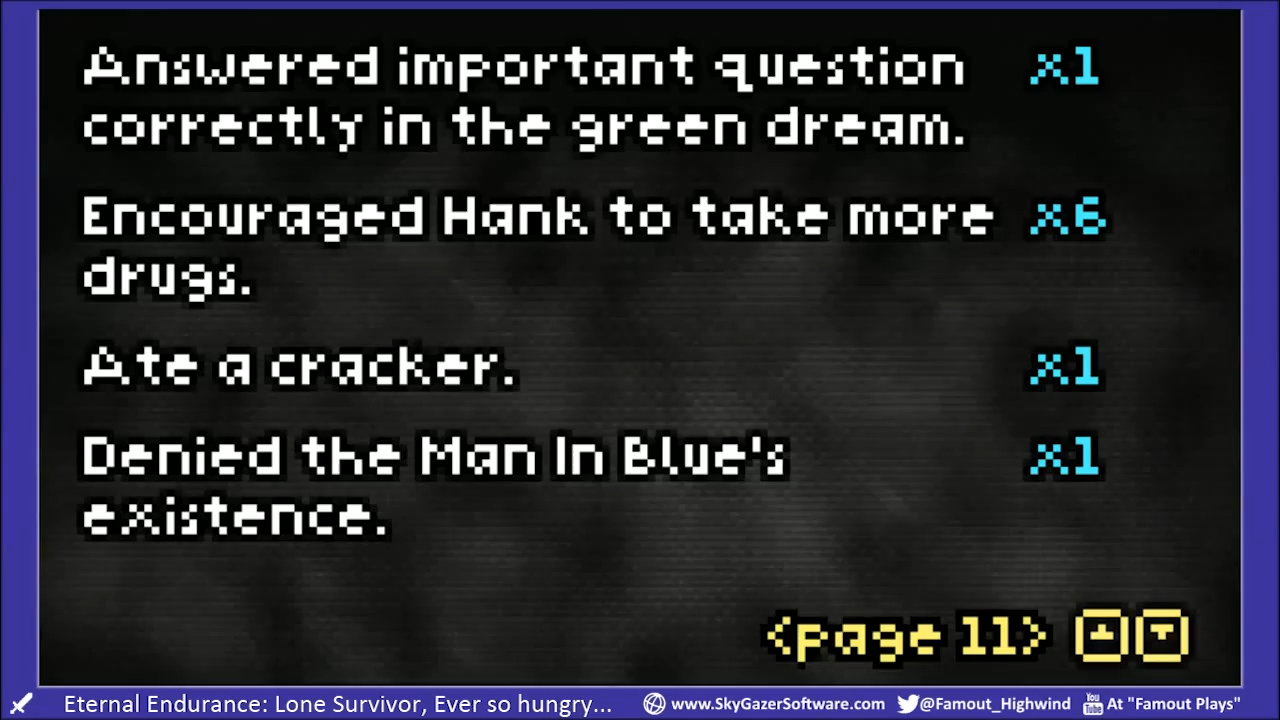 Answered important question x1
correctly in the green dream.
Encouraged Hank to take more x6
drugs.
Ate a cracker. x1
Denied the Man In Blue's x1
existence.
<page 11>
Eternal Endurance: Lone Survivor, Ever so hungry... www.SkyGazerSoftware.com @Famout_Highwind You Tube At "Famout Plays"